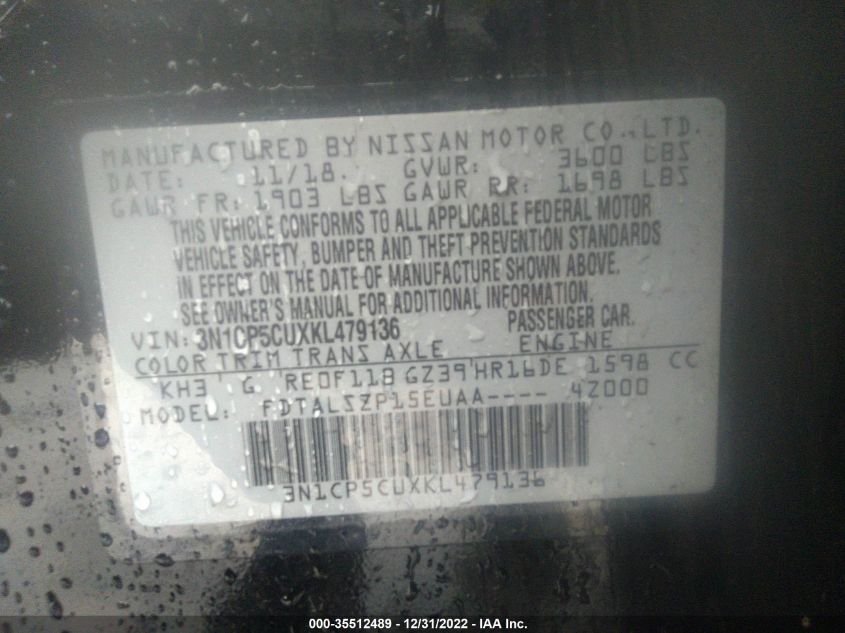 MANUFACTURED BY NISSAN MOTOR CO.,LTD.
DATE: 11/18. GVWR: 3600 LBS
GAWR FR: 1903 LBS GAWR RR: 1698 LBS
THIS VEHICLE CONFORMS TO ALL APPLICABLE FEDERAL MOTOR
VEHICLE SAFETY, BUMPER AND THEFT PREVENTION STANDARDS
IN EFFECT ON THE DATE OF MANUFACTURE SHOWN ABOVE.
SEE OWNER'S MANUAL FOR ADDITIONAL INFORMATION.
VIN: 3N1CP5CUXKL479136 PASSENGER CAR.
COLOR TRIM TRANS AXLE ENGINE
KH3 G RE0F11B GZ39 HR16DE 1598 CC
MODEL: FDTALSZP15EUAA---- 4Z000
3N1CP5CUXKL479136
000-35512489 - 12/31/2022 - IAA Inc.